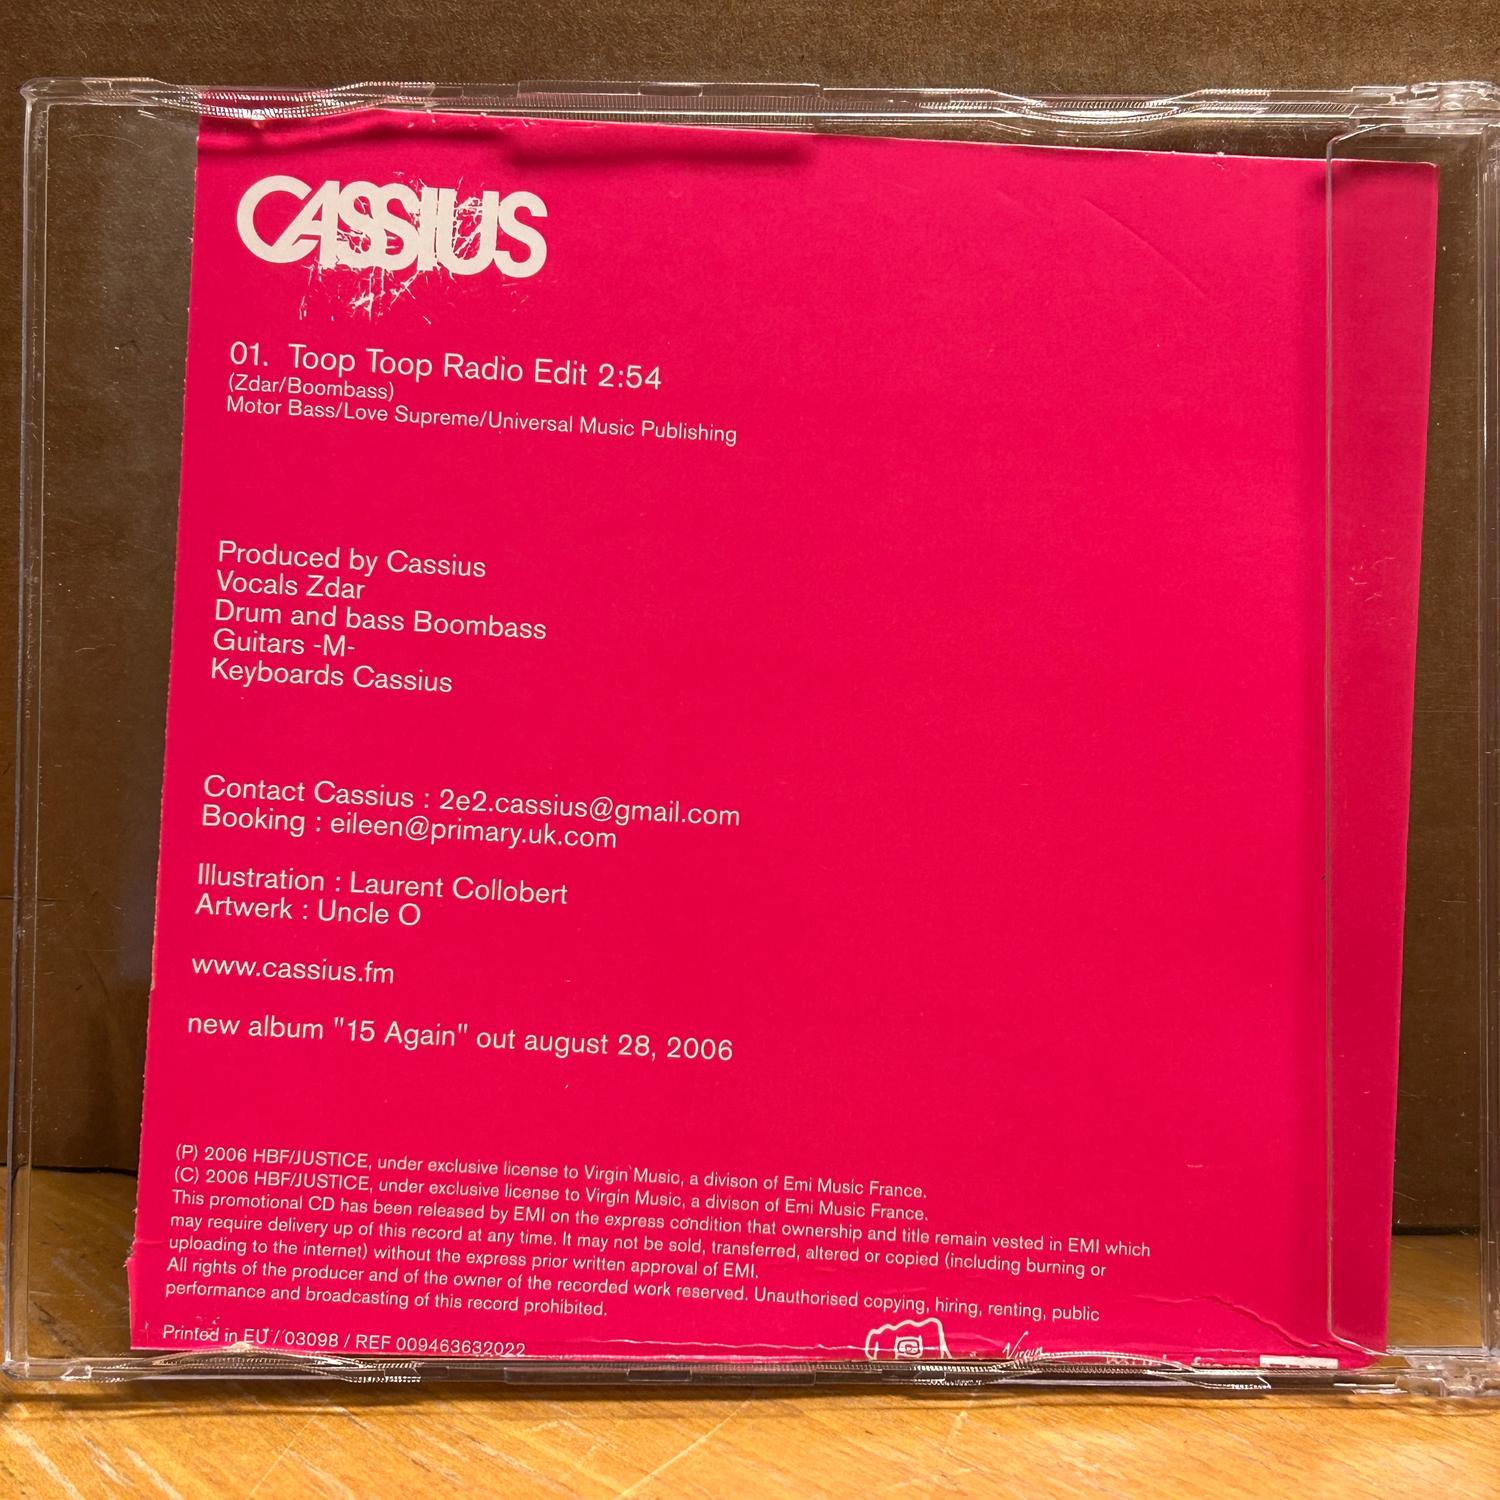 CASSIUS
01. Toop Toop Radio Edit 2:54
(Zdar/Boombass)
Motor Bass/Love Supreme/Universal Music Publishing
Produced by Cassius
Vocals Zdar
Drum and bass Boombass
Guitars -M-
Keyboards Cassius
Contact Cassius : 2e2.cassius@gmail.com
Booking : eileen@primary.uk.com
Illustration : Laurent Collobert
Artwerk : Uncle O
www.cassius.fm
new album "15 Again" out august 28, 2006
(P) 2006 HBF/JUSTICE, under exclusive license to Virgin Music, a divison of Emi Music France.
(C) 2006 HBF/JUSTICE, under exclusive license to Virgin Music, a divison of Emi Music France.
This promotional CD has been released by EMI on the express condition that ownership and title remain vested in EMI which
may require delivery up of this record at any time. It may not be sold, transferred, altered or copied (including burning or
uploading to the internet) without the express prior written approval of EMI.
All rights of the producer and of the owner of the recorded work reserved. Unauthorised copying, hiring, renting, public
performance and broadcasting of this record prohibited.
Printed in EU / 03098 / REF 009463632022
Virgin